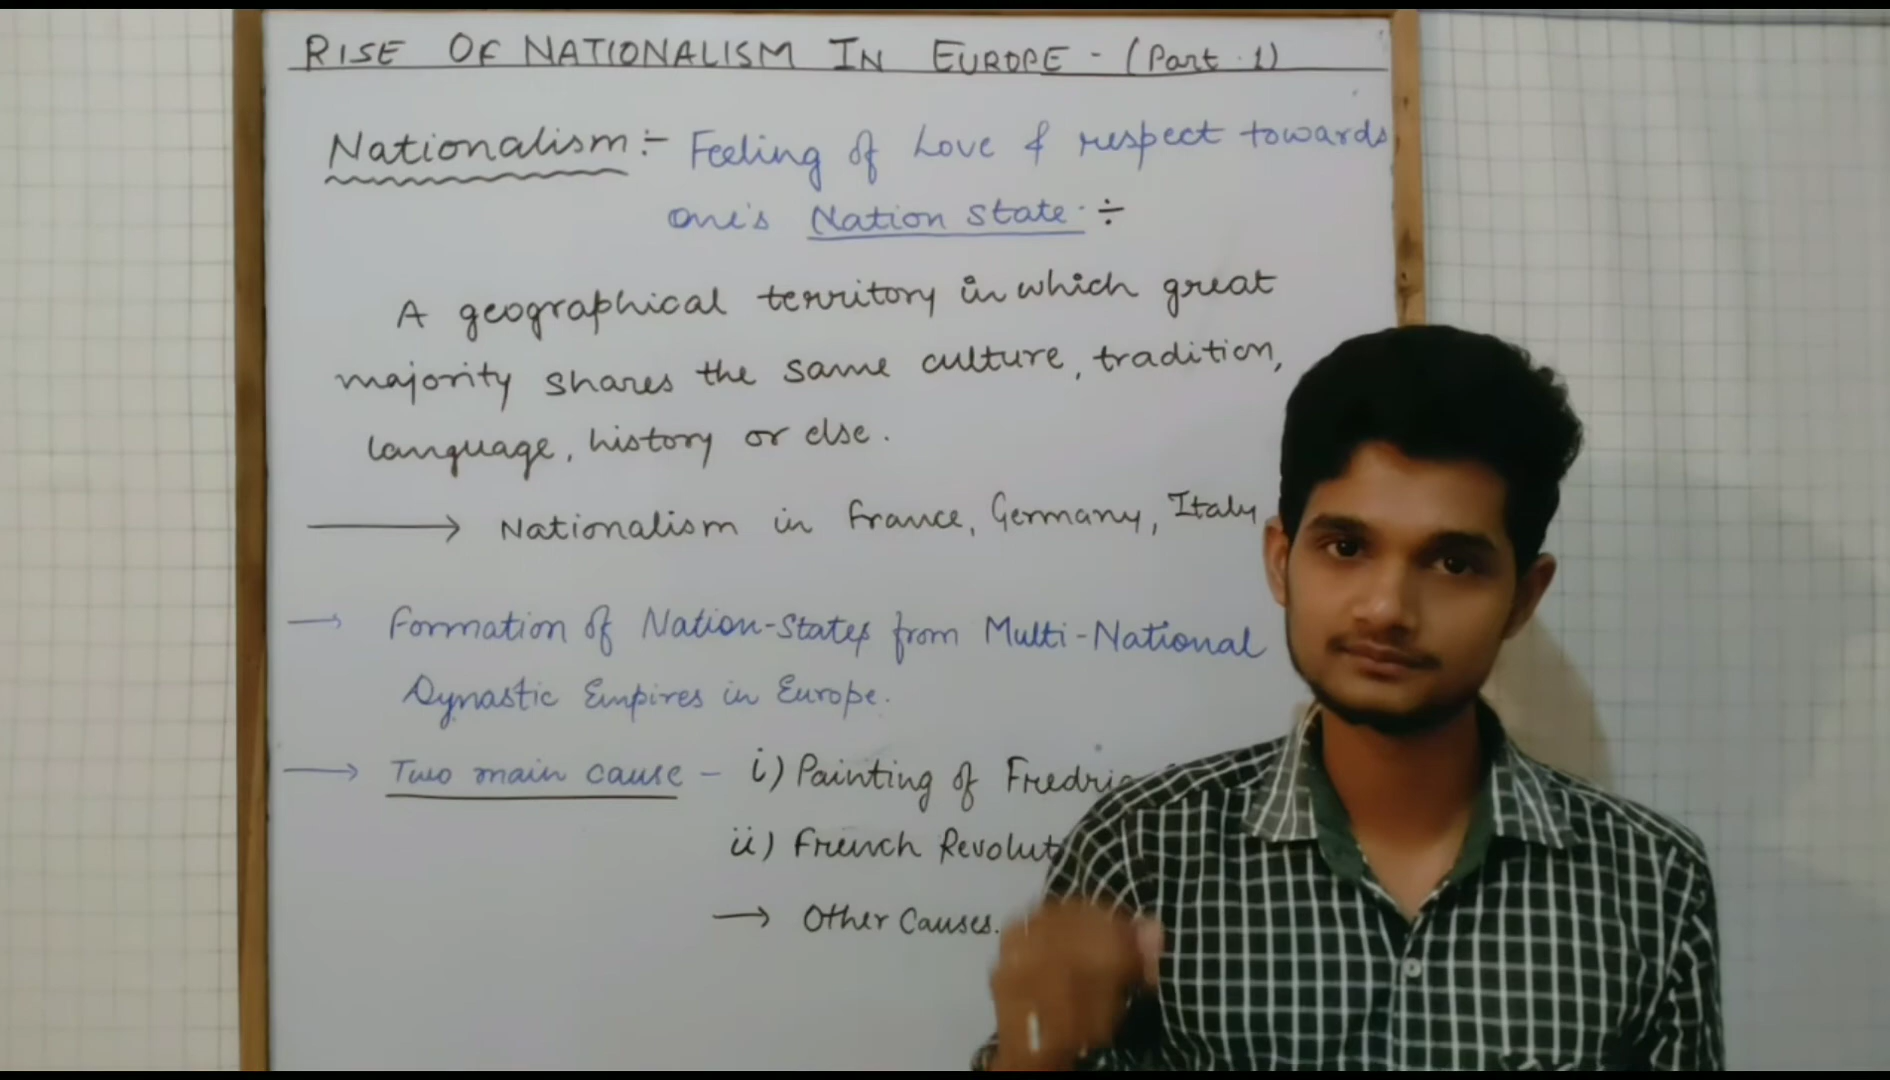 RISE OF NATIONALISM IN EUROPE - (Part 1)
Nationalism :- Feeling of Love & respect towards
one's Nation state ÷
A geographical territory in which great
majority shares the same culture, tradition,
language, history or else.
→ Nationalism in France, Germany, Italy
→ Formation of Nation-States from Multi-National
Dynastic Empires in Europe.
→ Two main cause - i) Painting of
ii) French
→ Other Causes.